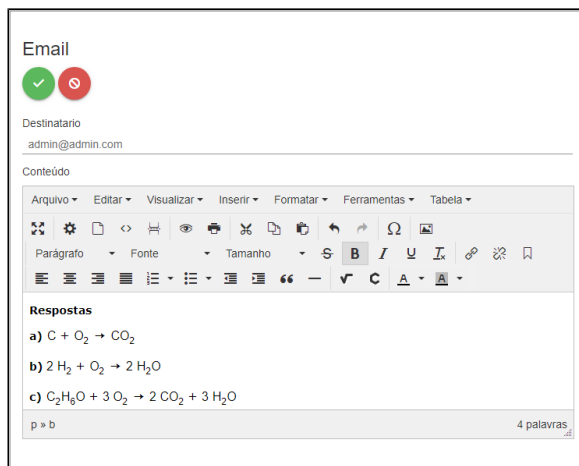 Email
Destinatario
admin@admin.com
Conteúdo
Arquivo Editar Visualizar Inserir Formatar Ferramentas Tabela
Parágrafo Fonte Tamanho S B I U Tx
A A
Respostas
a) C + O₂ → CO₂
b) 2 H₂ + O₂ → 2 H₂O
c) C₂H₆O + 3 O₂ → 2 CO₂ + 3 H₂O
p » b 4 palavras